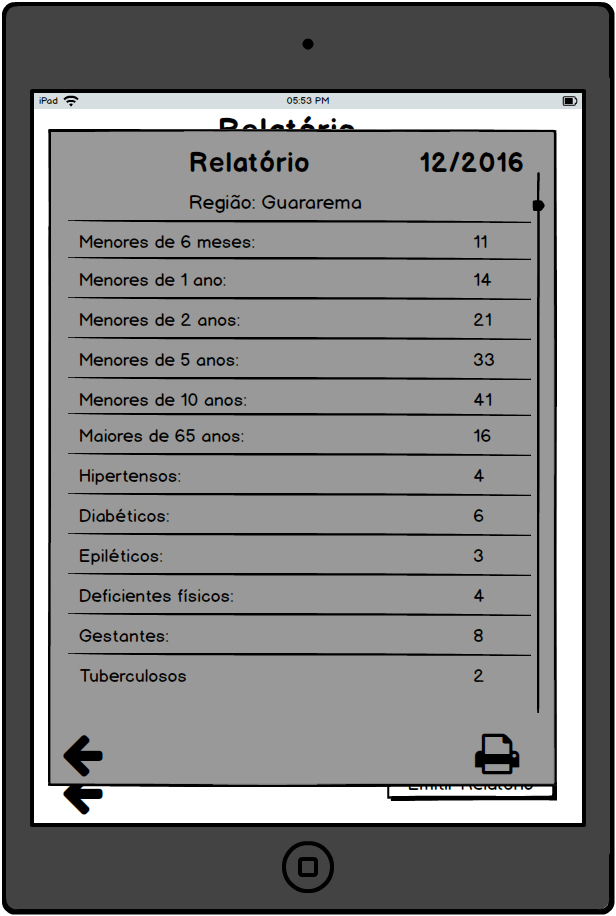 iPad 05:53 PM
Relatório
Relatório 12/2016
Região: Guararema
Menores de 6 meses: 11
Menores de 1 ano: 14
Menores de 2 anos: 21
Menores de 5 anos: 33
Menores de 10 anos: 41
Maiores de 65 anos: 16
Hipertensos: 4
Diabéticos: 6
Epiléticos: 3
Deficientes físicos: 4
Gestantes: 8
Tuberculosos 2
Emitir Relatório